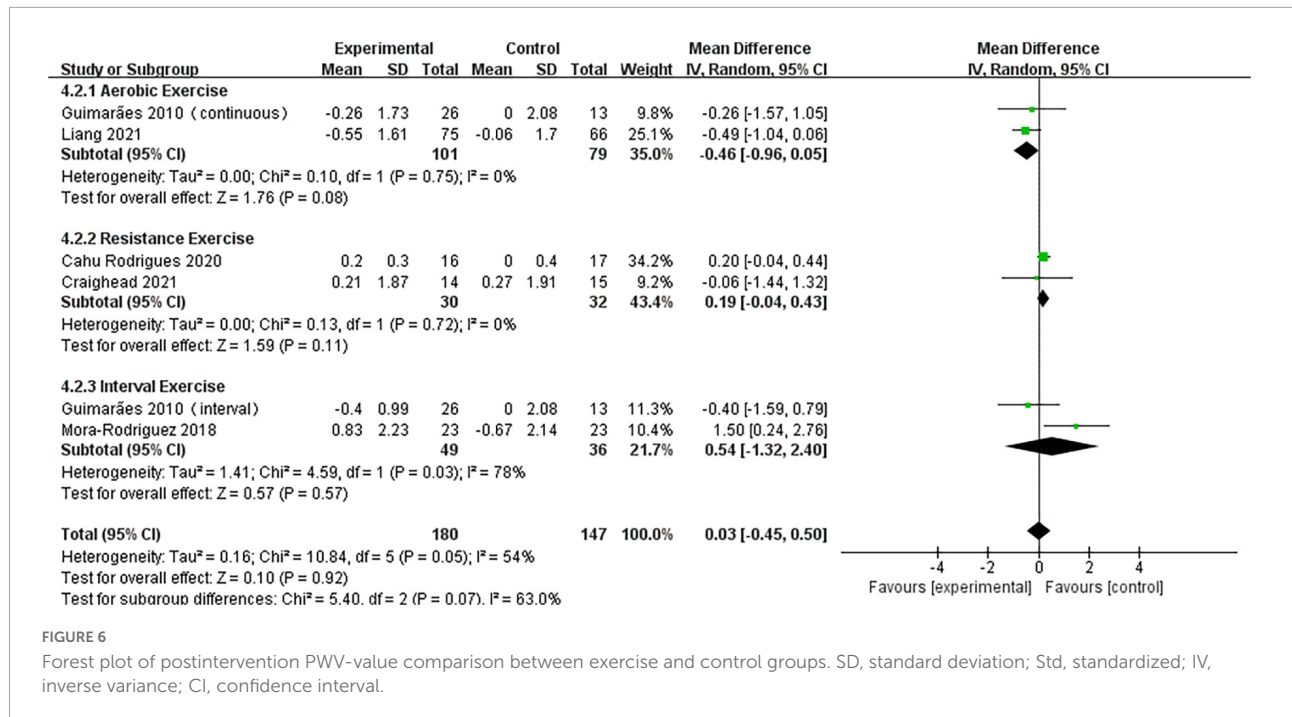 Experimental Control Mean Difference Mean Difference
Study or Subgroup Mean SD Total Mean SD Total Weight IV, Random, 95% CI IV, Random, 95% CI
4.2.1 Aerobic Exercise
Guimarães 2010 (continuous) -0.26 1.73 26 0 2.08 13 9.8% -0.26 [-1.57, 1.05]
Liang 2021 -0.55 1.61 75 -0.06 1.7 66 25.1% -0.49 [-1.04, 0.06]
Subtotal (95% CI) 101 79 35.0% -0.46 [-0.96, 0.05]
Heterogeneity: Tau² = 0.00; Chi² = 0.10, df = 1 (P = 0.75); I² = 0%
Test for overall effect: Z = 1.76 (P = 0.08)
4.2.2 Resistance Exercise
Cahu Rodrigues 2020 0.2 0.3 16 0 0.4 17 34.2% 0.20 [-0.04, 0.44]
Craighead 2021 0.21 1.87 14 0.27 1.91 15 9.2% -0.06 [-1.44, 1.32]
Subtotal (95% CI) 30 32 43.4% 0.19 [-0.04, 0.43]
Heterogeneity: Tau² = 0.00; Chi² = 0.13, df = 1 (P = 0.72); I² = 0%
Test for overall effect: Z = 1.59 (P = 0.11)
4.2.3 Interval Exercise
Guimarães 2010 (interval) -0.4 0.99 26 0 2.08 13 11.3% -0.40 [-1.59, 0.79]
Mora-Rodriguez 2018 0.83 2.23 23 -0.67 2.14 23 10.4% 1.50 [0.24, 2.76]
Subtotal (95% CI) 49 36 21.7% 0.54 [-1.32, 2.40]
Heterogeneity: Tau² = 1.41; Chi² = 4.59, df = 1 (P = 0.03); I² = 78%
Test for overall effect: Z = 0.57 (P = 0.57)
Total (95% CI) 180 147 100.0% 0.03 [-0.45, 0.50]
Heterogeneity: Tau² = 0.16; Chi² = 10.84, df = 5 (P = 0.05); I² = 54%
Test for overall effect: Z = 0.10 (P = 0.92)
Test for subgroup differences: Chi² = 5.40, df = 2 (P = 0.07), I² = 63.0%
-4 -2 0 2 4
Favours [experimental] Favours [control]
FIGURE 6
Forest plot of postintervention PWV-value comparison between exercise and control groups. SD, standard deviation; Std, standardized; IV,
inverse variance; CI, confidence interval.